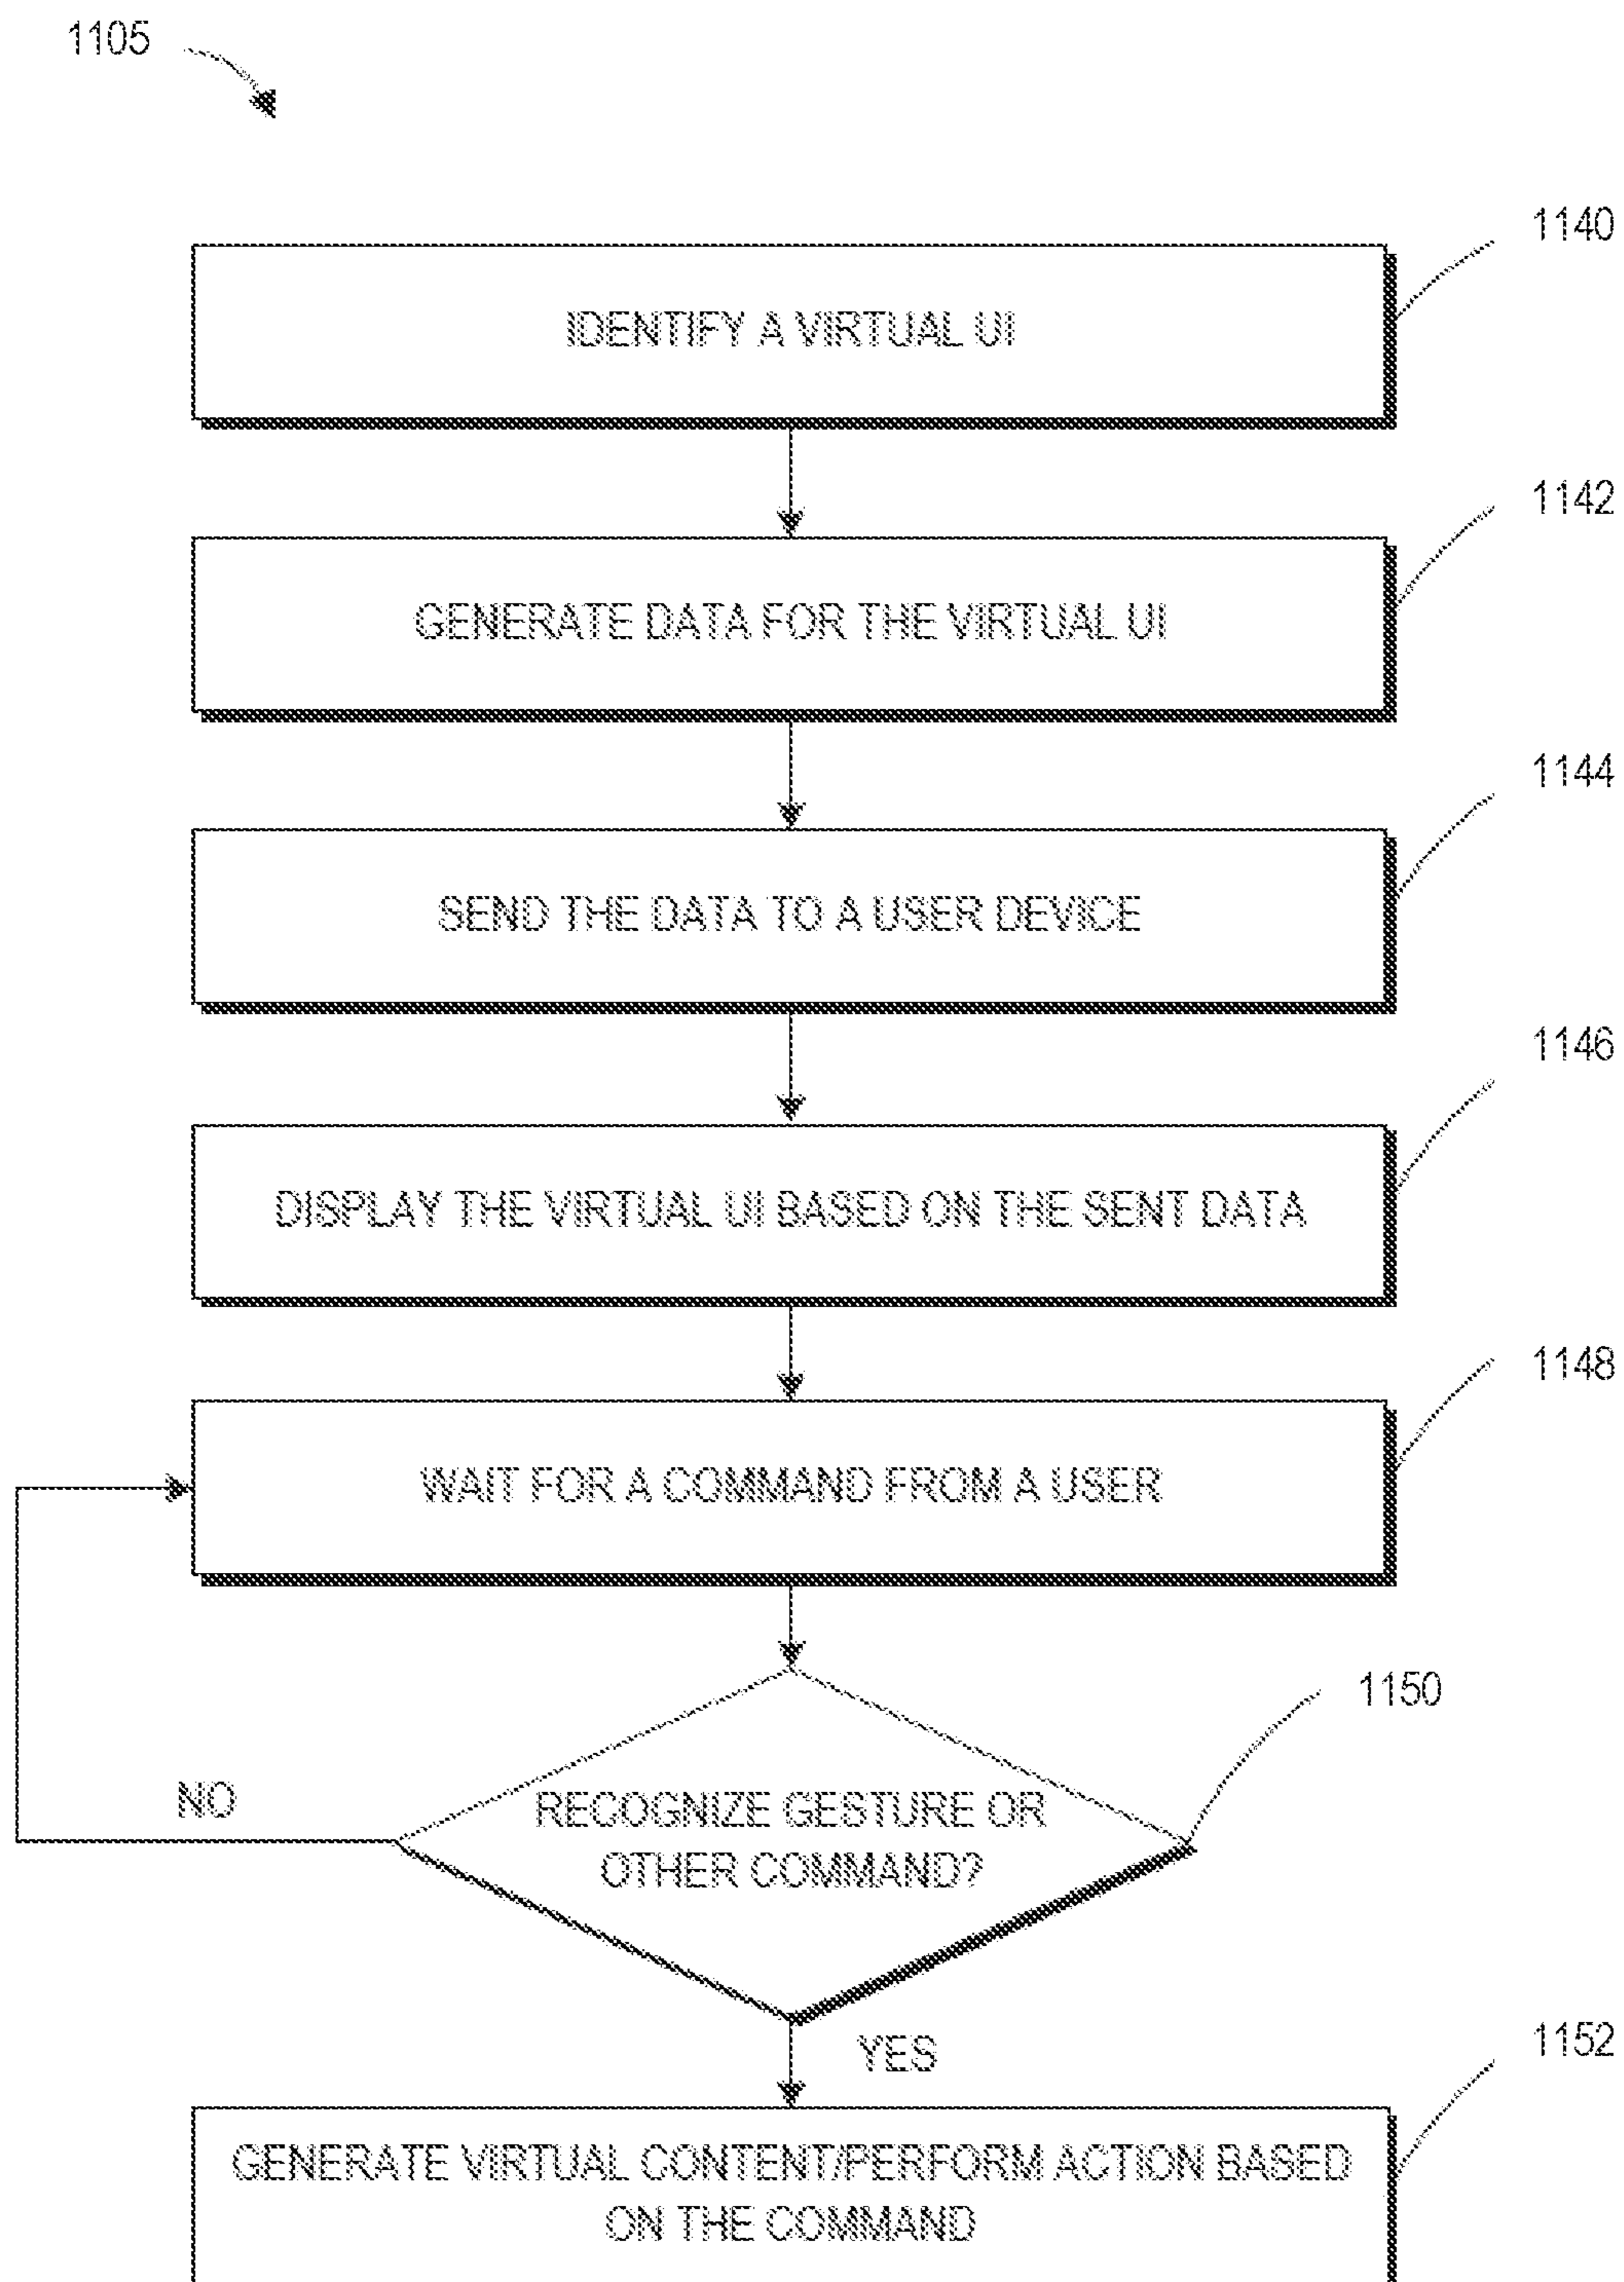 1105
1140
IDENTIFY A VIRTUAL UI
1142
GENERATE DATA FOR THE VIRTUAL UI
1144
SEND THE DATA TO A USER DEVICE
1146
DISPLAY THE VIRTUAL UI BASED ON THE SENT DATA
1148
WAIT FOR A COMMAND FROM A USER
1150
NO
RECOGNIZE GESTURE OR
OTHER COMMAND?
YES
1152
GENERATE VIRTUAL CONTENT/PERFORM ACTION BASED
ON THE COMMAND